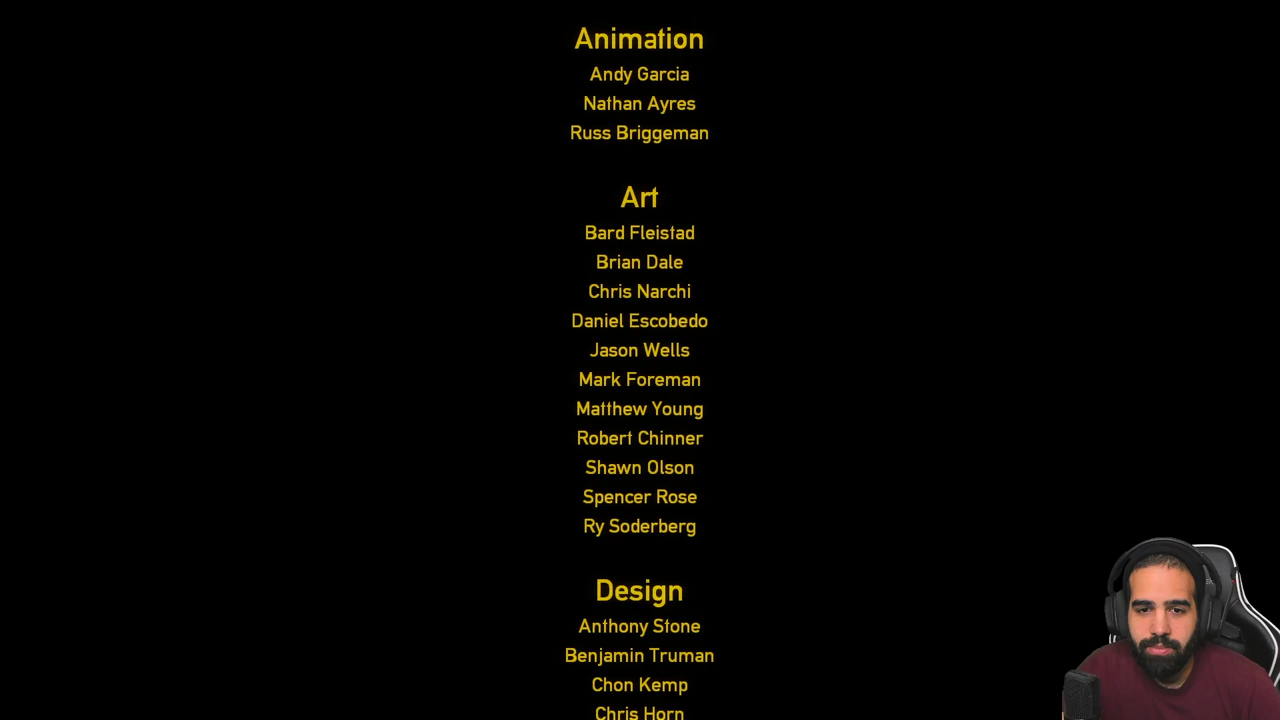 Animation
Andy Garcia
Nathan Ayres
Russ Briggeman
Art
Bard Fleistad
Brian Dale
Chris Narchi
Daniel Escobedo
Jason Wells
Mark Foreman
Matthew Young
Robert Chinner
Shawn Olson
Spencer Rose
Ry Soderberg
Design
Anthony Stone
Benjamin Truman
Chon Kemp
Chris Horn